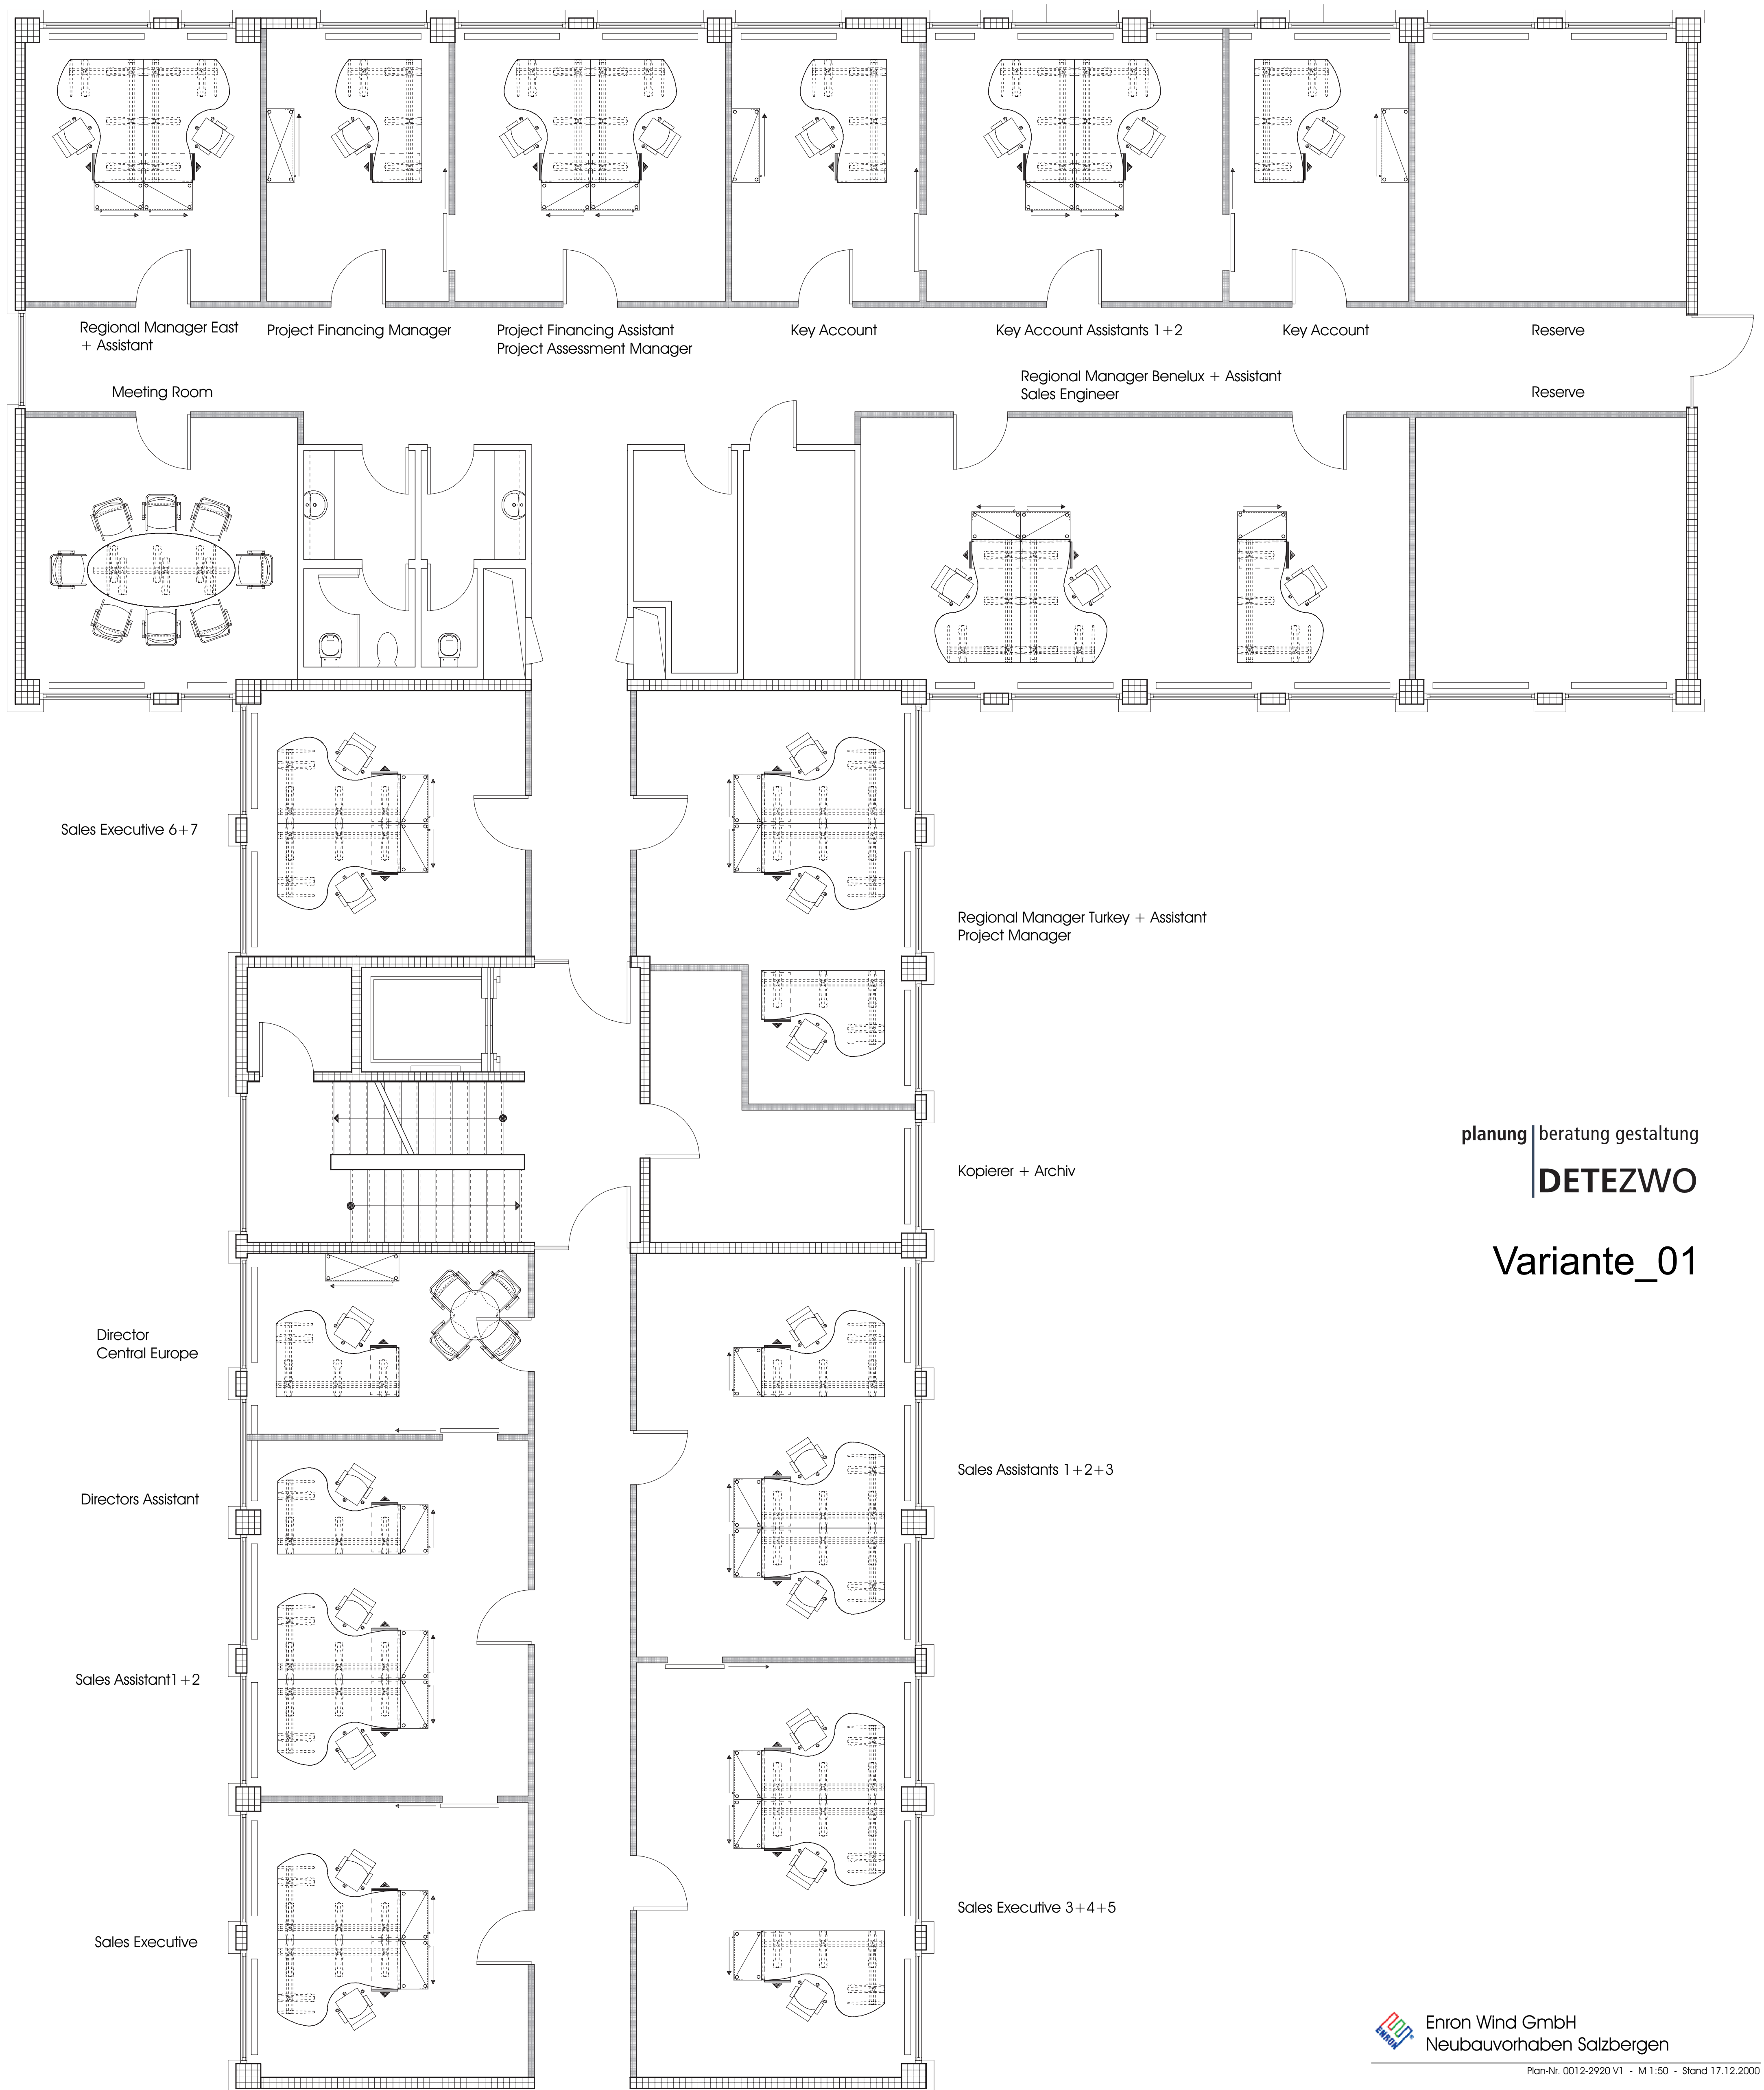 Regional Manager East
+ Assistant
Project Financing Manager
Project Financing Assistant
Project Assessment Manager
Key Account
Key Account Assistants 1+2
Key Account
Reserve
Meeting Room
Regional Manager Benelux + Assistant
Sales Engineer
Reserve
Sales Executive 6+7
Regional Manager Turkey + Assistant
Project Manager
planung beratung gestaltung
DETEZWO
Kopierer + Archiv
Variante_01
Director
Central Europe
Sales Assistants 1+2+3
Directors Assistant
Sales Assistant1+2
Sales Executive 3+4+5
Sales Executive
ENRON
Enron Wind GmbH
Neubauvorhaben Salzbergen
Plan-Nr. 0012-2920 V1 - M 1:50 - Stand 17.12.2000